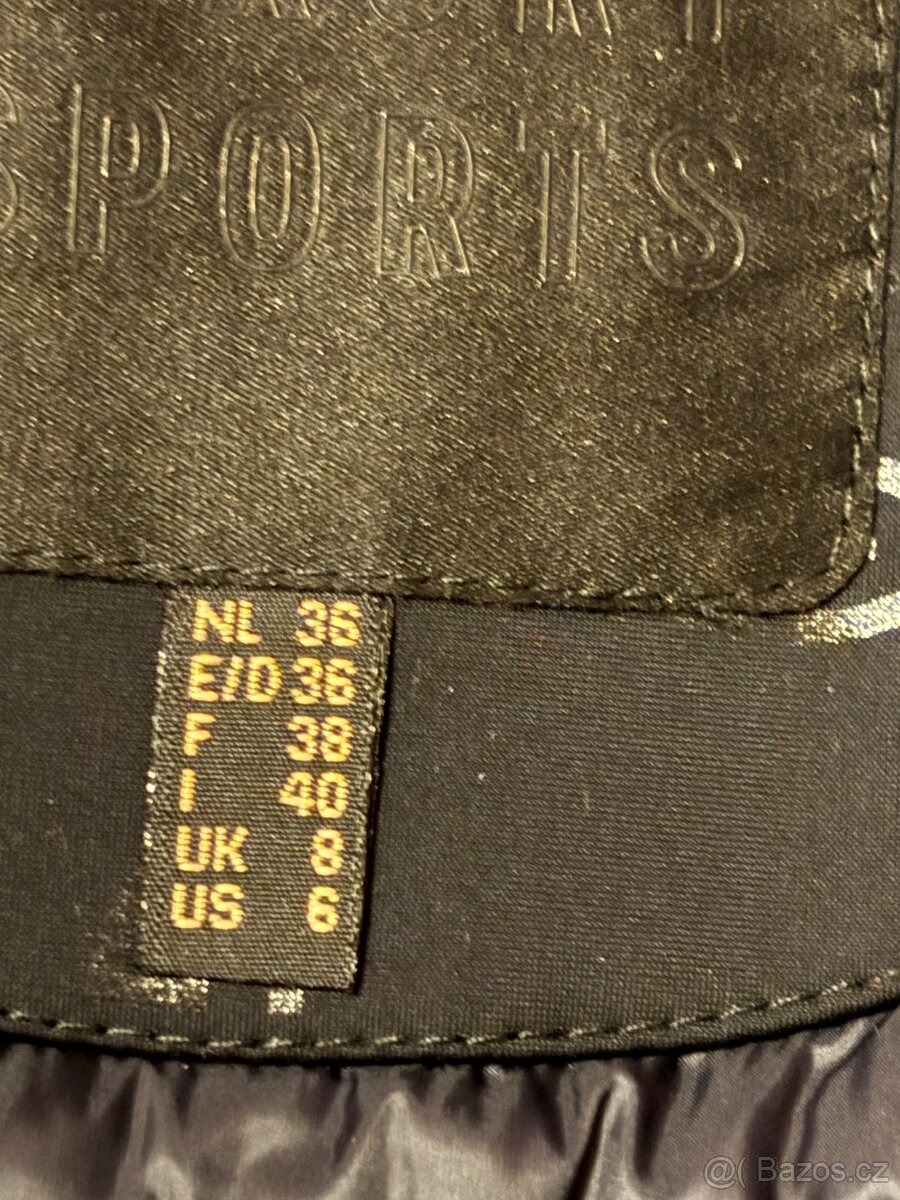 SPORTS
NL 36
E/D 36
F 38
I 40
UK 8
US 6
@( Bazos.cz